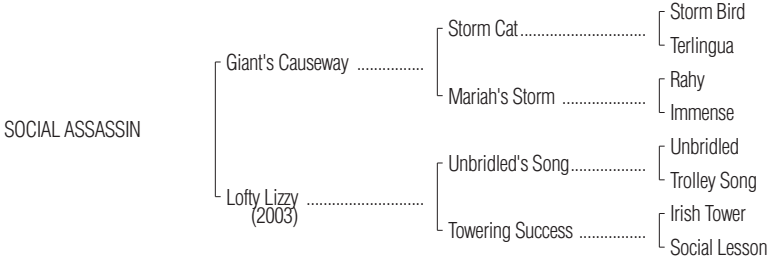 Storm Bird
Storm Cat..............................
Terlingua
Giant's Causeway ................
Rahy
Mariah's Storm ....................
Immense
SOCIAL ASSASSIN
Unbridled
Unbridled's Song..................
Trolley Song
Lofty Lizzy ...........................
(2003)
Irish Tower
Towering Success ................
Social Lesson